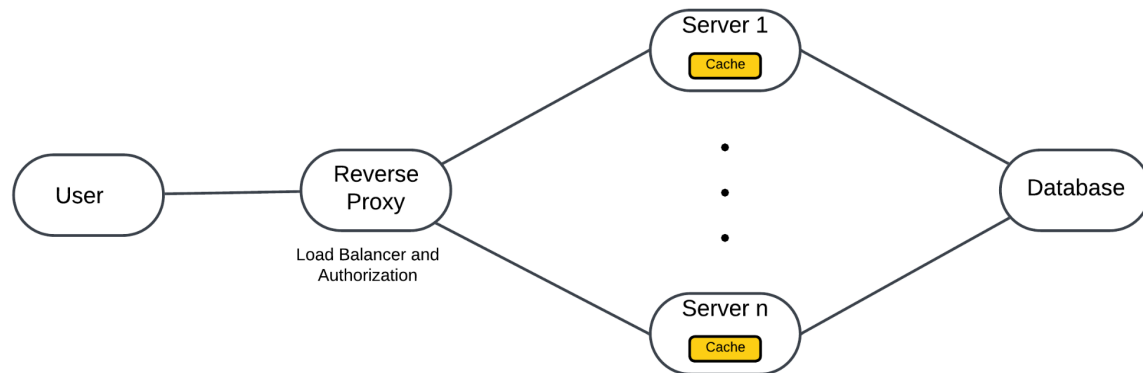 User
Reverse
Proxy
Load Balancer and
Authorization
Server 1
Cache
Server n
Cache
Database